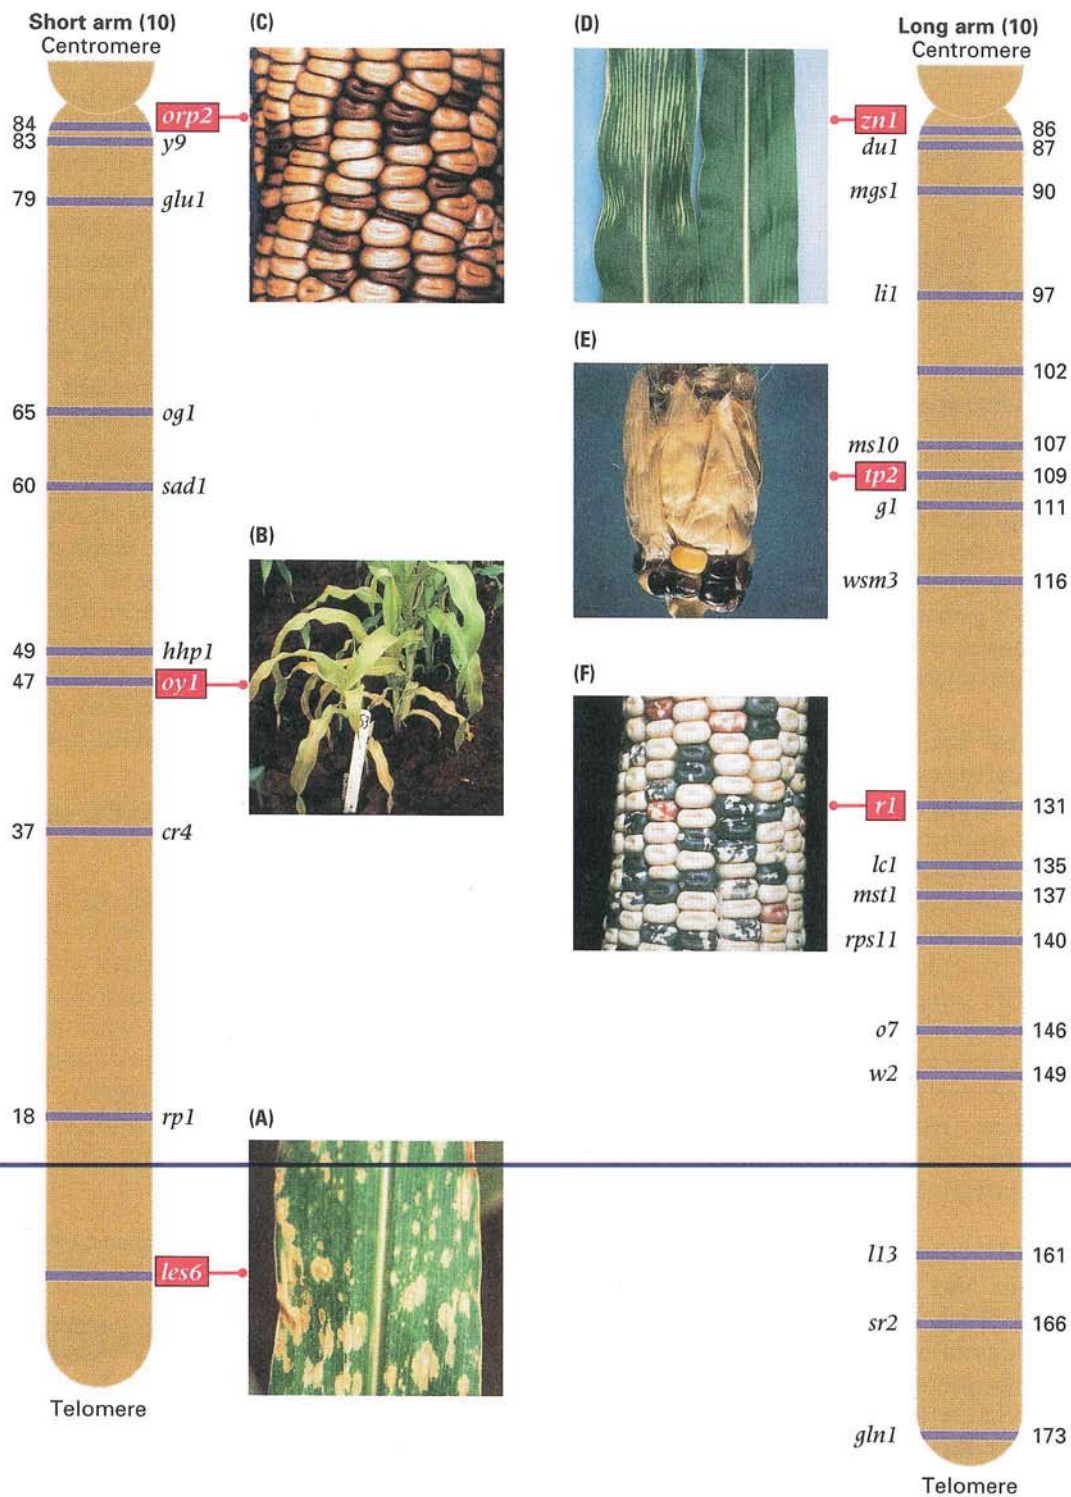 Short arm (10)
Centromere
84
83
79
65
60
49
47
37
18
orp2
y9
glu1
og1
sad1
hhp1
oy1
cr4
rp1
les6
Telomere
(C)
(B)
(A)
(D)
(E)
(F)
Long arm (10)
Centromere
zn1
du1
mgs1
li1
ms10
tp2
g1
wsm3
r1
lc1
mst1
rps11
o7
w2
l13
sr2
gln1
86
87
90
97
102
107
109
111
116
131
135
137
140
146
149
161
166
173
Telomere